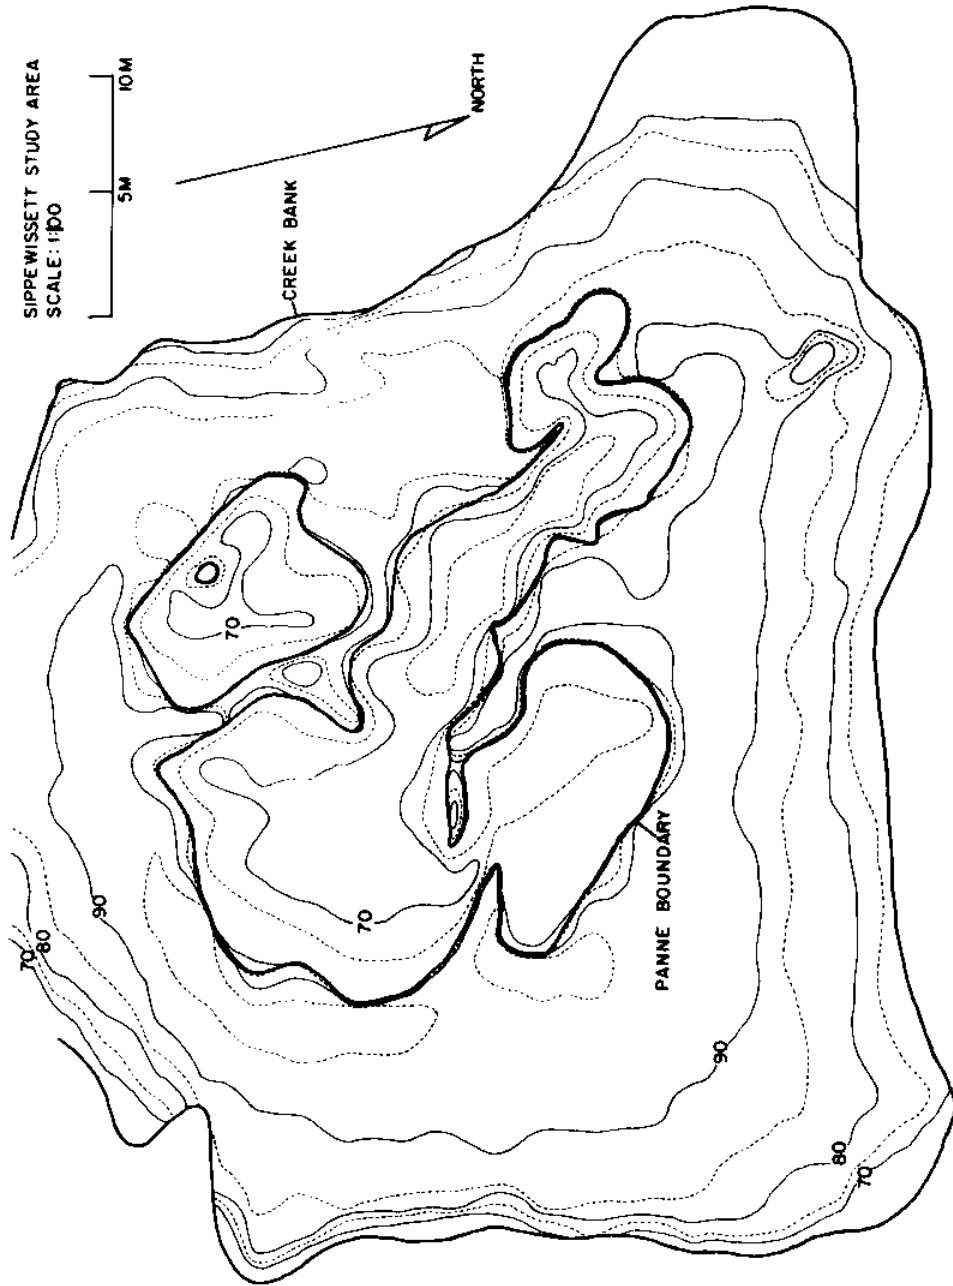 SIPPEWISSETT STUDY AREA
SCALE: 1:100
5M
10M
NORTH
CREEK BANK
70
70
90
80
70
PANNE BOUNDARY
90
80
70